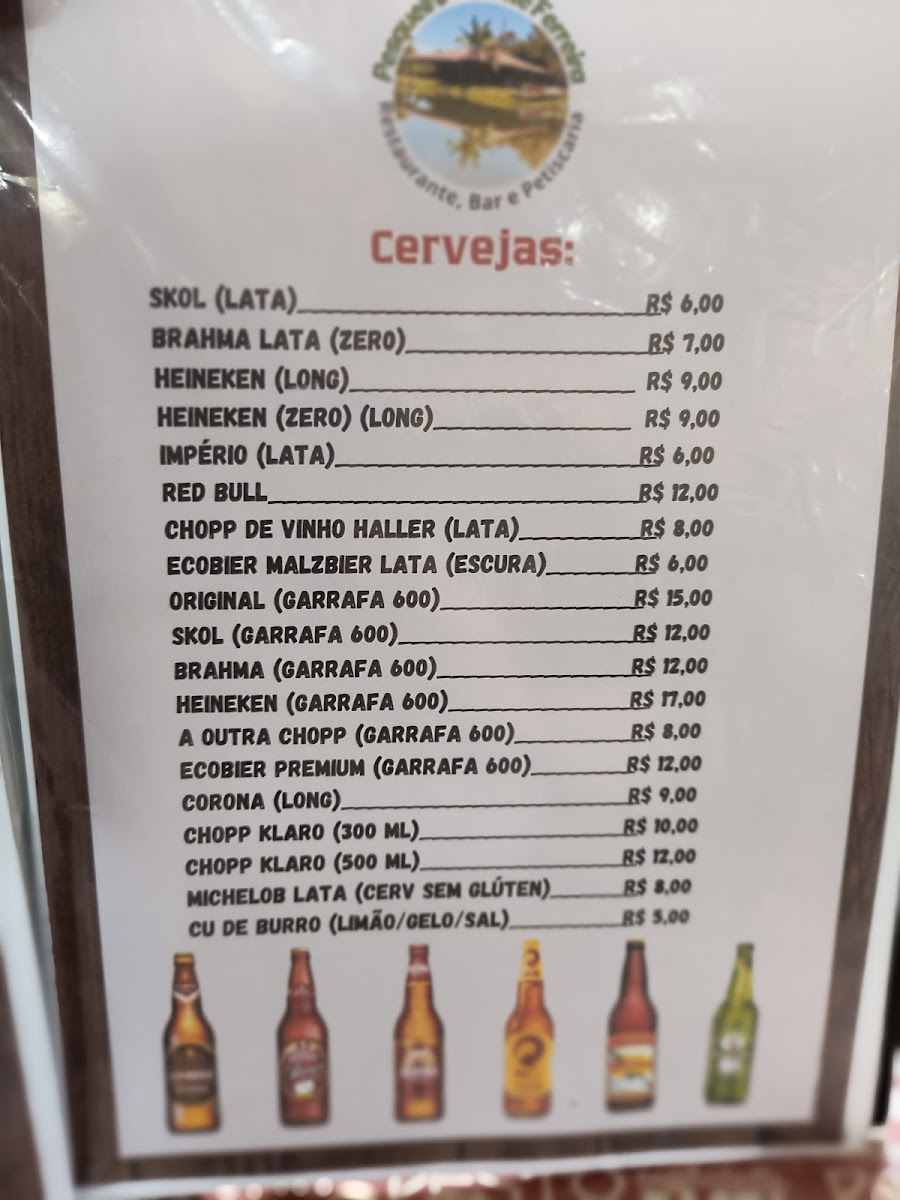 Restaurante, Bar e Petiscaria
Cervejas:
SKOL (LATA) R$ 6,00
BRAHMA LATA (ZERO) R$ 7,00
HEINEKEN (LONG) R$ 9,00
HEINEKEN (ZERO) (LONG) R$ 9,00
IMPÉRIO (LATA) R$ 6,00
RED BULL R$ 12,00
CHOPP DE VINHO HALLER (LATA) R$ 8,00
ECOBIER MALZBIER LATA (ESCURA) R$ 6,00
ORIGINAL (GARRAFA 600) R$ 15,00
SKOL (GARRAFA 600) R$ 12,00
BRAHMA (GARRAFA 600) R$ 12,00
HEINEKEN (GARRAFA 600) R$ 17,00
A OUTRA CHOPP (GARRAFA 600) R$ 8,00
ECOBIER PREMIUM (GARRAFA 600) R$ 12,00
CORONA (LONG) R$ 9,00
CHOPP KLARO (300 ML) R$ 10,00
CHOPP KLARO (500 ML) R$ 12,00
MICHELOB LATA (CERV SEM GLÚTEN) R$ 8,00
CU DE BURRO (LIMÃO/GELO/SAL) R$ 5,00